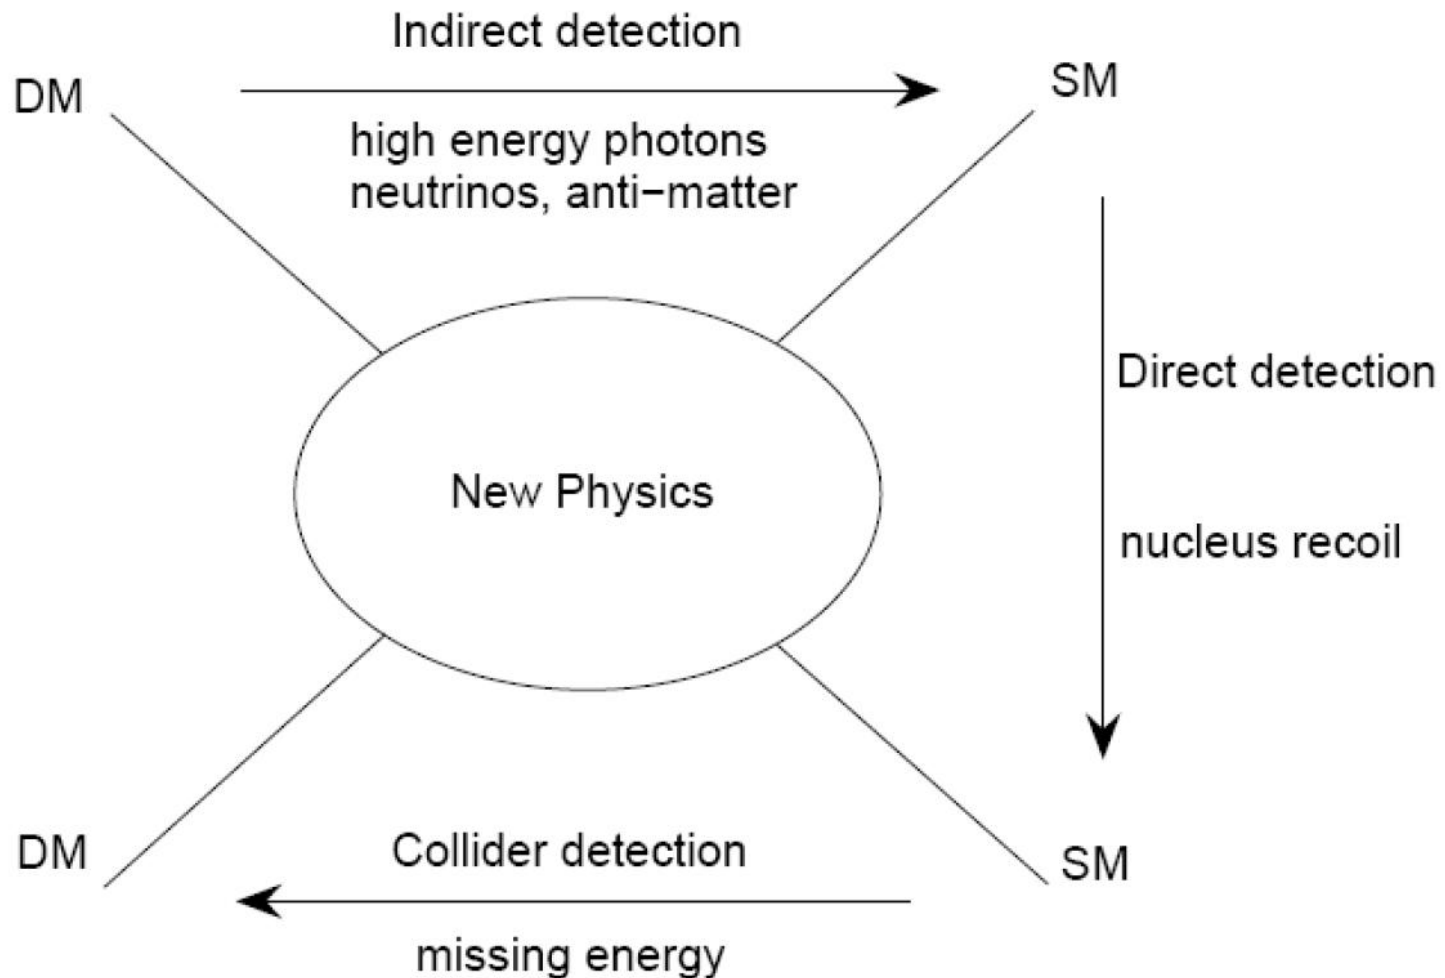 Indirect detection
DM
SM
high energy photons
neutrinos, anti−matter
Direct detection
New Physics
nucleus recoil
DM
Collider detection
SM
missing energy